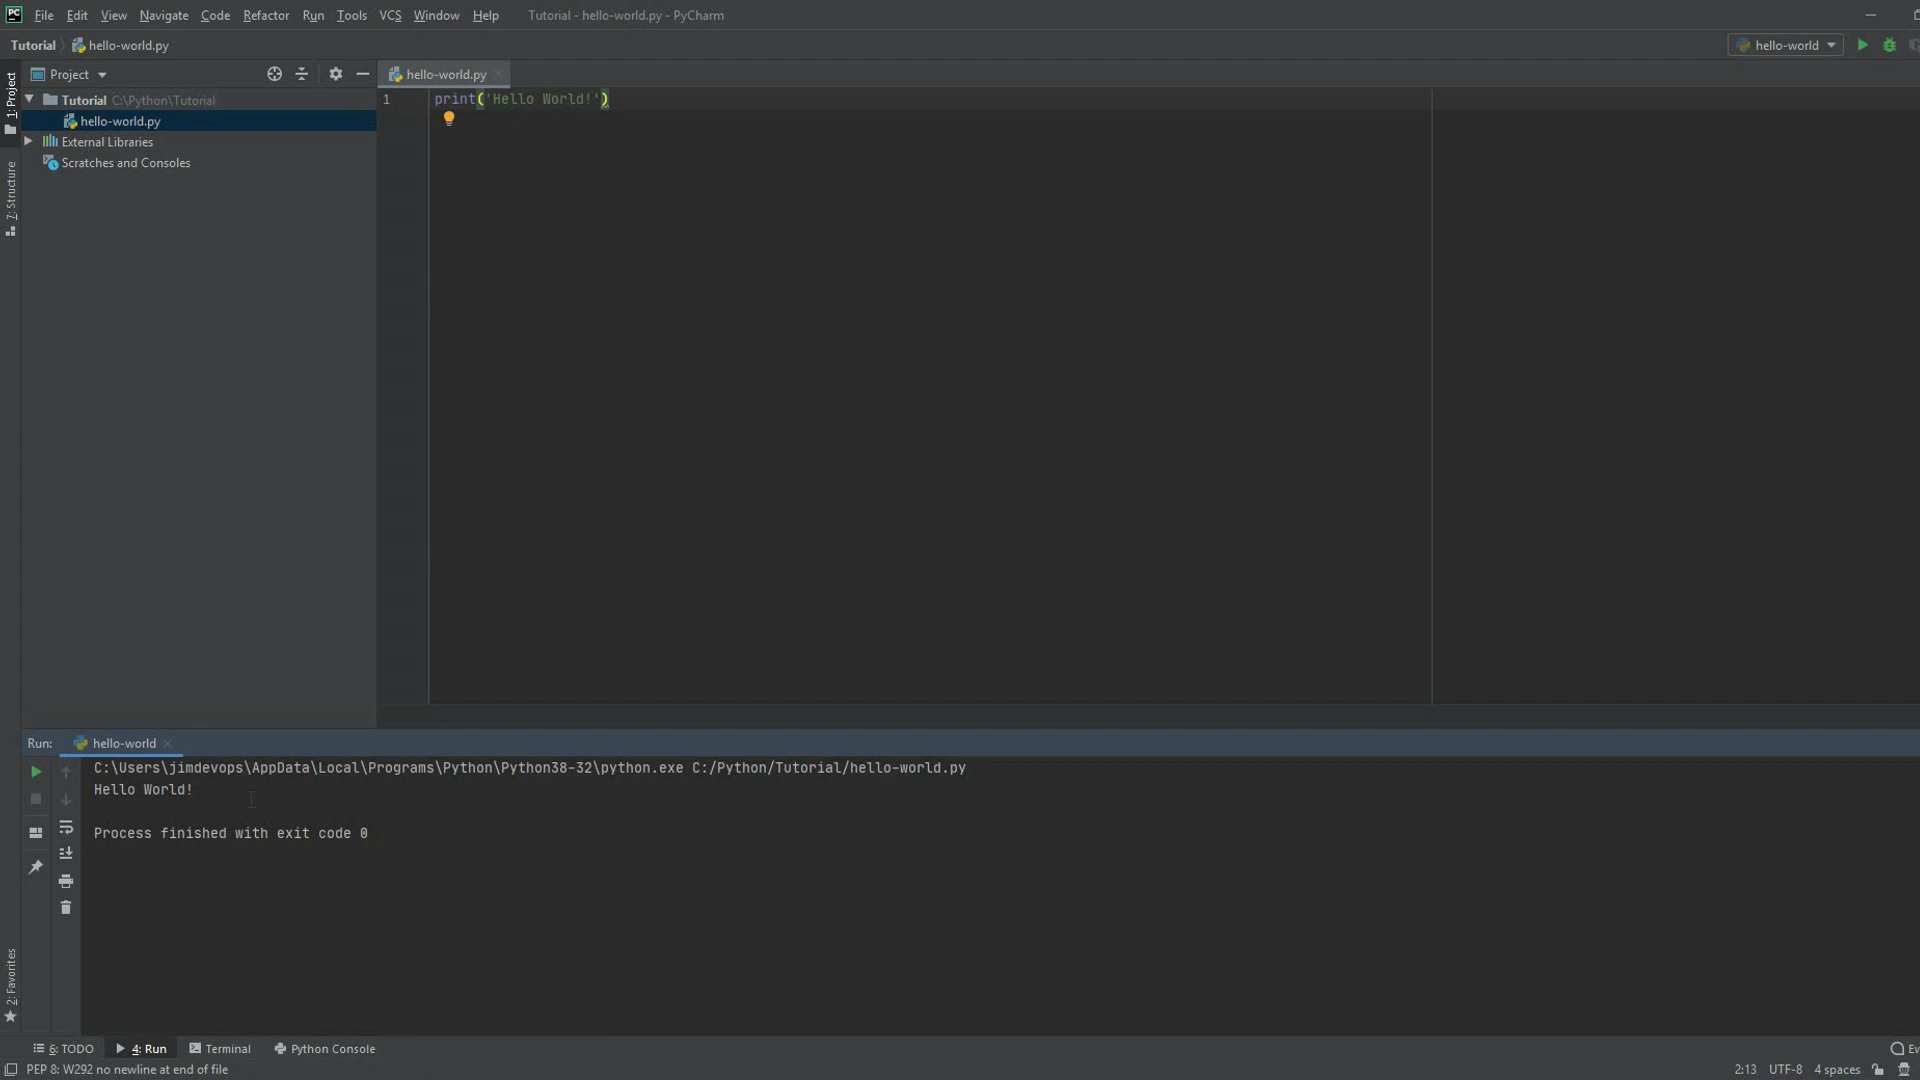 PC File Edit View Navigate Code Refactor Run Tools VCS Window Help Tutorial - hello-world.py - PyCharm
Tutorial hello-world.py hello-world
1: Project
7: Structure
2: Favorites
Project
Tutorial C:\Python\Tutorial
hello-world.py
External Libraries
Scratches and Consoles
hello-world.py
1 print('Hello World!')
Run: hello-world
C:\Users\jimdevops\AppData\Local\Programs\Python\Python38-32\python.exe C:/Python/Tutorial/hello-world.py
Hello World!
Process finished with exit code 0
6: TODO 4: Run Terminal Python Console Ev
PEP 8: W292 no newline at end of file 2:13 UTF-8 4 spaces